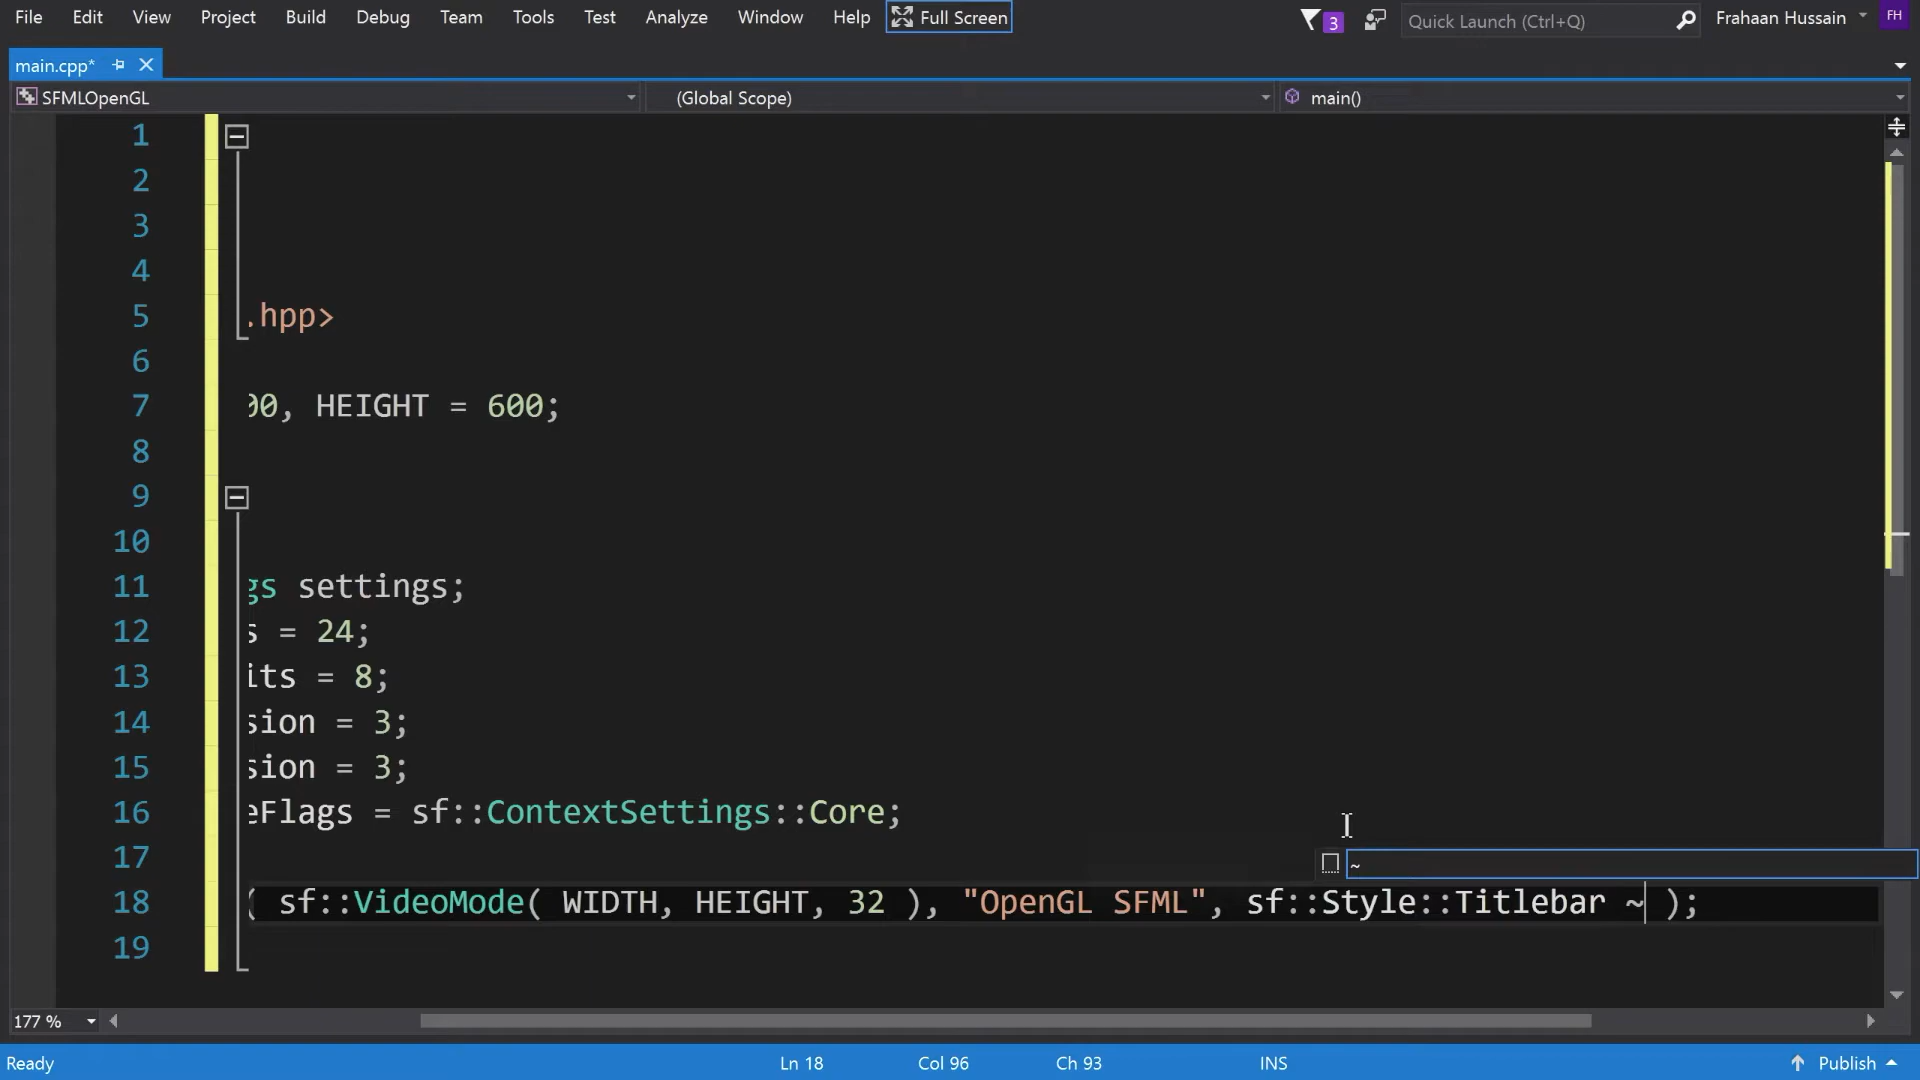 File Edit View Project Build Debug Team Tools Test Analyze Window Help Full Screen 3 Quick Launch (Ctrl+Q) Frahaan Hussain FH
main.cpp*
SFMLOpenGL (Global Scope) main()
1
2
3
4
5 .hpp>
6
7 00, HEIGHT = 600;
8
9
10
11 gs settings;
12 s = 24;
13 its = 8;
14 sion = 3;
15 sion = 3;
16 eFlags = sf::ContextSettings::Core;
17
~
18 ( sf::VideoMode( WIDTH, HEIGHT, 32 ), "OpenGL SFML", sf::Style::Titlebar ~ );
19
177 %
Ready Ln 18 Col 96 Ch 93 INS Publish